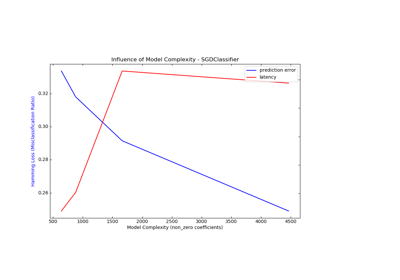 Influence of Model Complexity - SGDClassifier
prediction error
latency
0.32
0.30
0.28
0.26
Hamming Loss (Misclassification Ratio)
500 1000 1500 2000 2500 3000 3500 4000 4500
Model Complexity (non_zero coefficients)